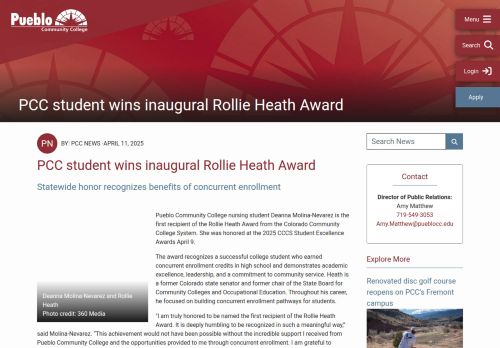 Pueblo
Community College
Menu
Search
Login
Apply
PCC student wins inaugural Rollie Heath Award
PN
BY: PCC NEWS · APRIL 11, 2025
PCC student wins inaugural Rollie Heath Award
Statewide honor recognizes benefits of concurrent enrollment
Deanna Molina-Nevarez and Rollie
Heath
Photo credit: 360 Media
Pueblo Community College nursing student Deanna Molina-Nevarez is the
first recipient of the Rollie Heath Award from the Colorado Community
College System. She was honored at the 2025 CCCS Student Excellence
Awards April 9.
The award recognizes a successful college student who earned
concurrent enrollment credits in high school and demonstrates academic
excellence, leadership, and a commitment to community service. Heath is
a former Colorado state senator and former chair of the State Board for
Community Colleges and Occupational Education. Throughout his career,
he focused on building concurrent enrollment pathways for students.
"I am truly honored to be named the first recipient of the Rollie Heath
Award. It is deeply humbling to be recognized in such a meaningful way,"
said Molina-Nevarez. "This achievement would not have been possible without the incredible support I received from
Pueblo Community College and the opportunities provided to me through concurrent enrollment. I am grateful to
Search News
Contact
Director of Public Relations:
Amy Matthew
719-549-3053
Amy.Matthew@pueblocc.edu
Explore More
Renovated disc golf course
reopens on PCC's Fremont
campus